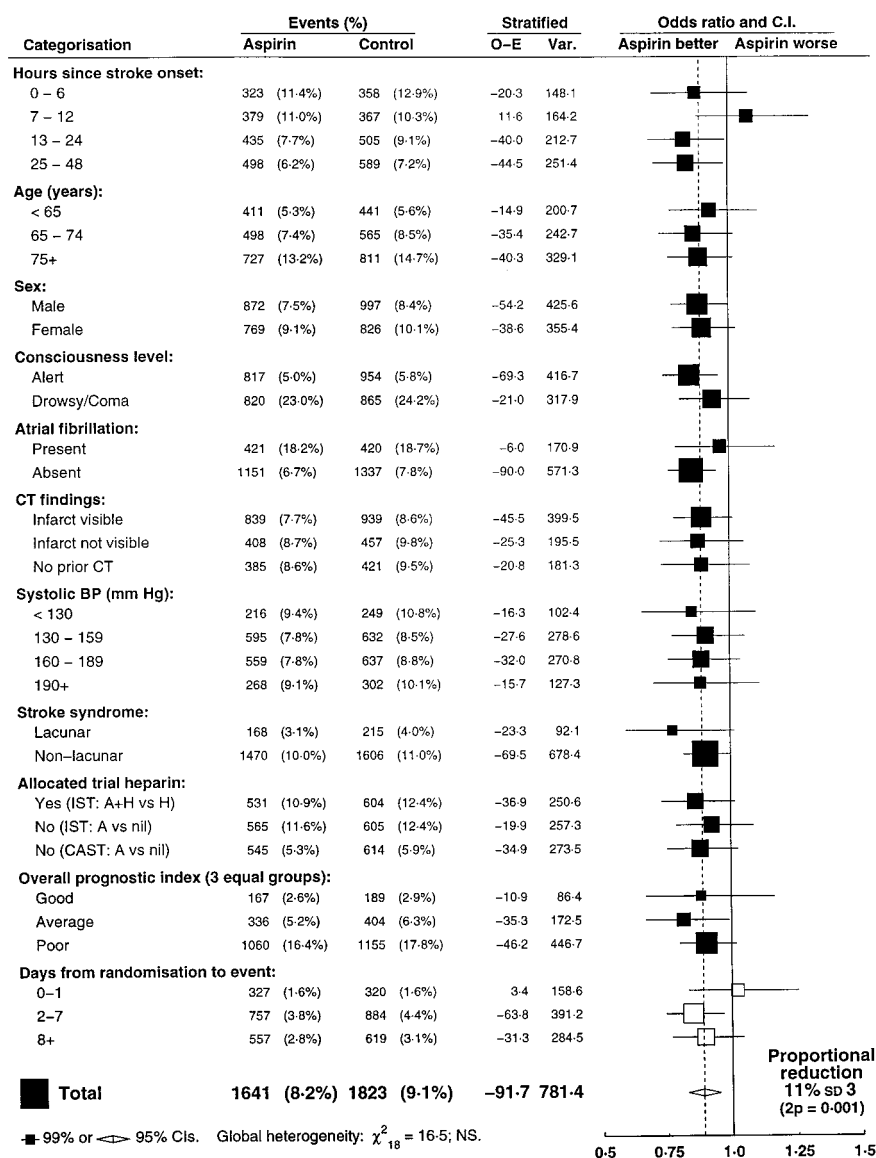 Events (%) Stratified Odds ratio and C.I.
Categorisation Aspirin Control O–E Var. Aspirin better Aspirin worse
Hours since stroke onset:
0 – 6 323 (11·4%) 358 (12·9%) –20·3 148·1
7 – 12 379 (11·0%) 367 (10·3%) 11·6 164·2
13 – 24 435 (7·7%) 505 (9·1%) –40·0 212·7
25 – 48 498 (6·2%) 589 (7·2%) –44·5 251·4
Age (years):
< 65 411 (5·3%) 441 (5·6%) –14·9 200·7
65 – 74 498 (7·4%) 565 (8·5%) –35·4 242·7
75+ 727 (13·2%) 811 (14·7%) –40·3 329·1
Sex:
Male 872 (7·5%) 997 (8·4%) –54·2 425·6
Female 769 (9·1%) 826 (10·1%) –38·6 355·4
Consciousness level:
Alert 817 (5·0%) 954 (5·8%) –69·3 416·7
Drowsy/Coma 820 (23·0%) 865 (24·2%) –21·0 317·9
Atrial fibrillation:
Present 421 (18·2%) 420 (18·7%) –6·0 170·9
Absent 1151 (6·7%) 1337 (7·8%) –90·0 571·3
CT findings:
Infarct visible 839 (7·7%) 939 (8·6%) –45·5 399·5
Infarct not visible 408 (8·7%) 457 (9·8%) –25·3 195·5
No prior CT 385 (8·6%) 421 (9·5%) –20·8 181·3
Systolic BP (mm Hg):
< 130 216 (9·4%) 249 (10·8%) –16·3 102·4
130 – 159 595 (7·8%) 632 (8·5%) –27·6 278·6
160 – 189 559 (7·8%) 637 (8·8%) –32·0 270·8
190+ 268 (9·1%) 302 (10·1%) –15·7 127·3
Stroke syndrome:
Lacunar 168 (3·1%) 215 (4·0%) –23·3 92·1
Non–lacunar 1470 (10·0%) 1606 (11·0%) –69·5 678·4
Allocated trial heparin:
Yes (IST: A+H vs H) 531 (10·9%) 604 (12·4%) –36·9 250·6
No (IST: A vs nil) 565 (11·6%) 605 (12·4%) –19·9 257·3
No (CAST: A vs nil) 545 (5·3%) 614 (5·9%) –34·9 273·5
Overall prognostic index (3 equal groups):
Good 167 (2·6%) 189 (2·9%) –10·9 86·4
Average 336 (5·2%) 404 (6·3%) –35·3 172·5
Poor 1060 (16·4%) 1155 (17·8%) –46·2 446·7
Days from randomisation to event:
0–1 327 (1·6%) 320 (1·6%) 3·4 158·6
2–7 757 (3·8%) 884 (4·4%) –63·8 391·2
8+ 557 (2·8%) 619 (3·1%) –31·3 284·5
Total 1641 (8·2%) 1823 (9·1%) –91·7 781·4
Proportional
reduction
11% SD 3
(2p = 0·001)
99% or 95% CIs. Global heterogeneity: χ²₁₈ = 16·5; NS.
0·5 0·75 1·0 1·25 1·5